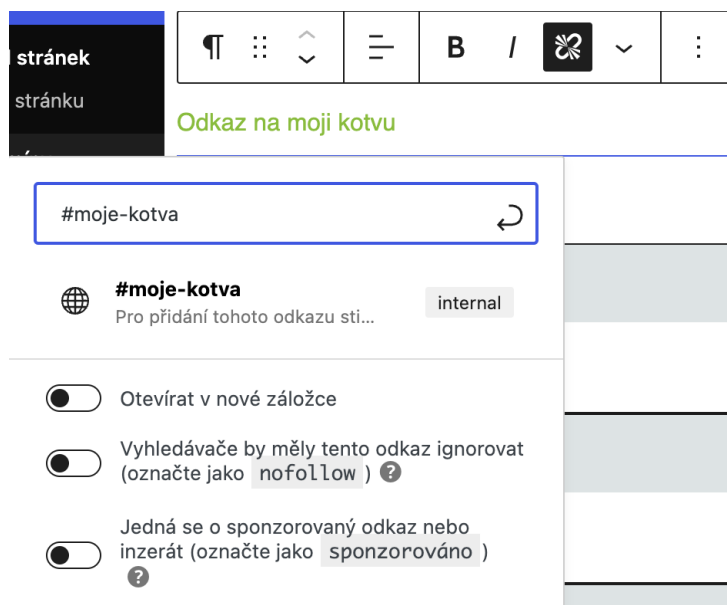 stránek
stránku
B I
Odkaz na moji kotvu
#moje-kotva
#moje-kotva
Pro přidání tohoto odkazu sti...
internal
Otevírat v nové záložce
Vyhledávače by měly tento odkaz ignorovat
(označte jako nofollow ) ?
Jedná se o sponzorovaný odkaz nebo
inzerát (označte jako sponzorováno )
?